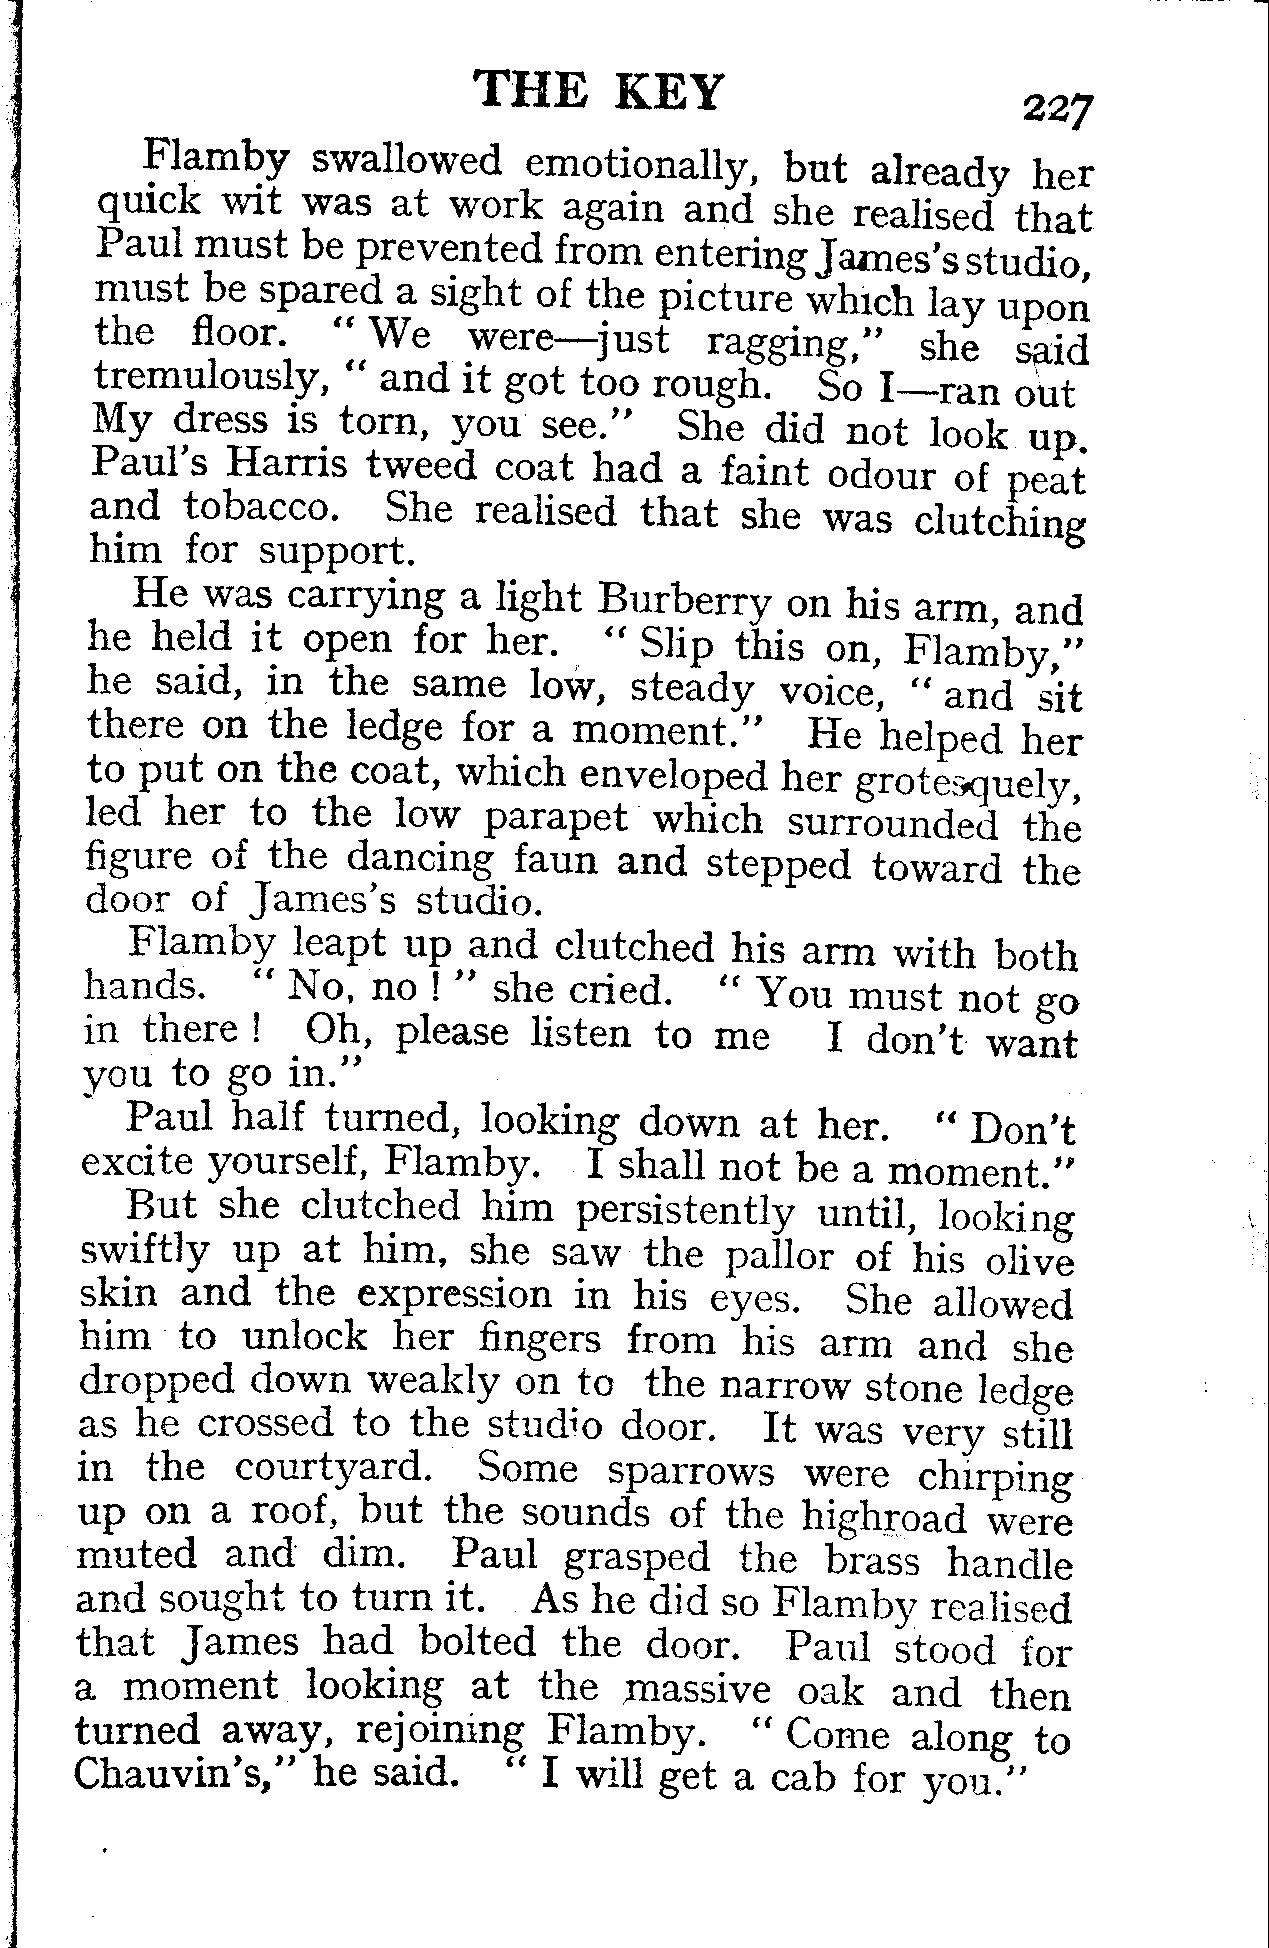 THE KEY 227
Flamby swallowed emotionally, but already her
quick wit was at work again and she realised that
Paul must be prevented from entering James's studio,
must be spared a sight of the picture which lay upon
the floor. " We were—just ragging," she said
tremulously, " and it got too rough. So I—ran out
My dress is torn, you see." She did not look up.
Paul's Harris tweed coat had a faint odour of peat
and tobacco. She realised that she was clutching
him for support.
He was carrying a light Burberry on his arm, and
he held it open for her. " Slip this on, Flamby,"
he said, in the same low, steady voice, " and sit
there on the ledge for a moment." He helped her
to put on the coat, which enveloped her grotesquely,
led her to the low parapet which surrounded the
figure of the dancing faun and stepped toward the
door of James's studio.
Flamby leapt up and clutched his arm with both
hands. " No, no ! " she cried. " You must not go
in there ! Oh, please listen to me I don't want
you to go in."
Paul half turned, looking down at her. " Don't
excite yourself, Flamby. I shall not be a moment."
But she clutched him persistently until, looking
swiftly up at him, she saw the pallor of his olive
skin and the expression in his eyes. She allowed
him to unlock her fingers from his arm and she
dropped down weakly on to the narrow stone ledge
as he crossed to the studio door. It was very still
in the courtyard. Some sparrows were chirping
up on a roof, but the sounds of the highroad were
muted and dim. Paul grasped the brass handle
and sought to turn it. As he did so Flamby realised
that James had bolted the door. Paul stood for
a moment looking at the massive oak and then
turned away, rejoining Flamby. " Come along to
Chauvin's," he said. " I will get a cab for you."